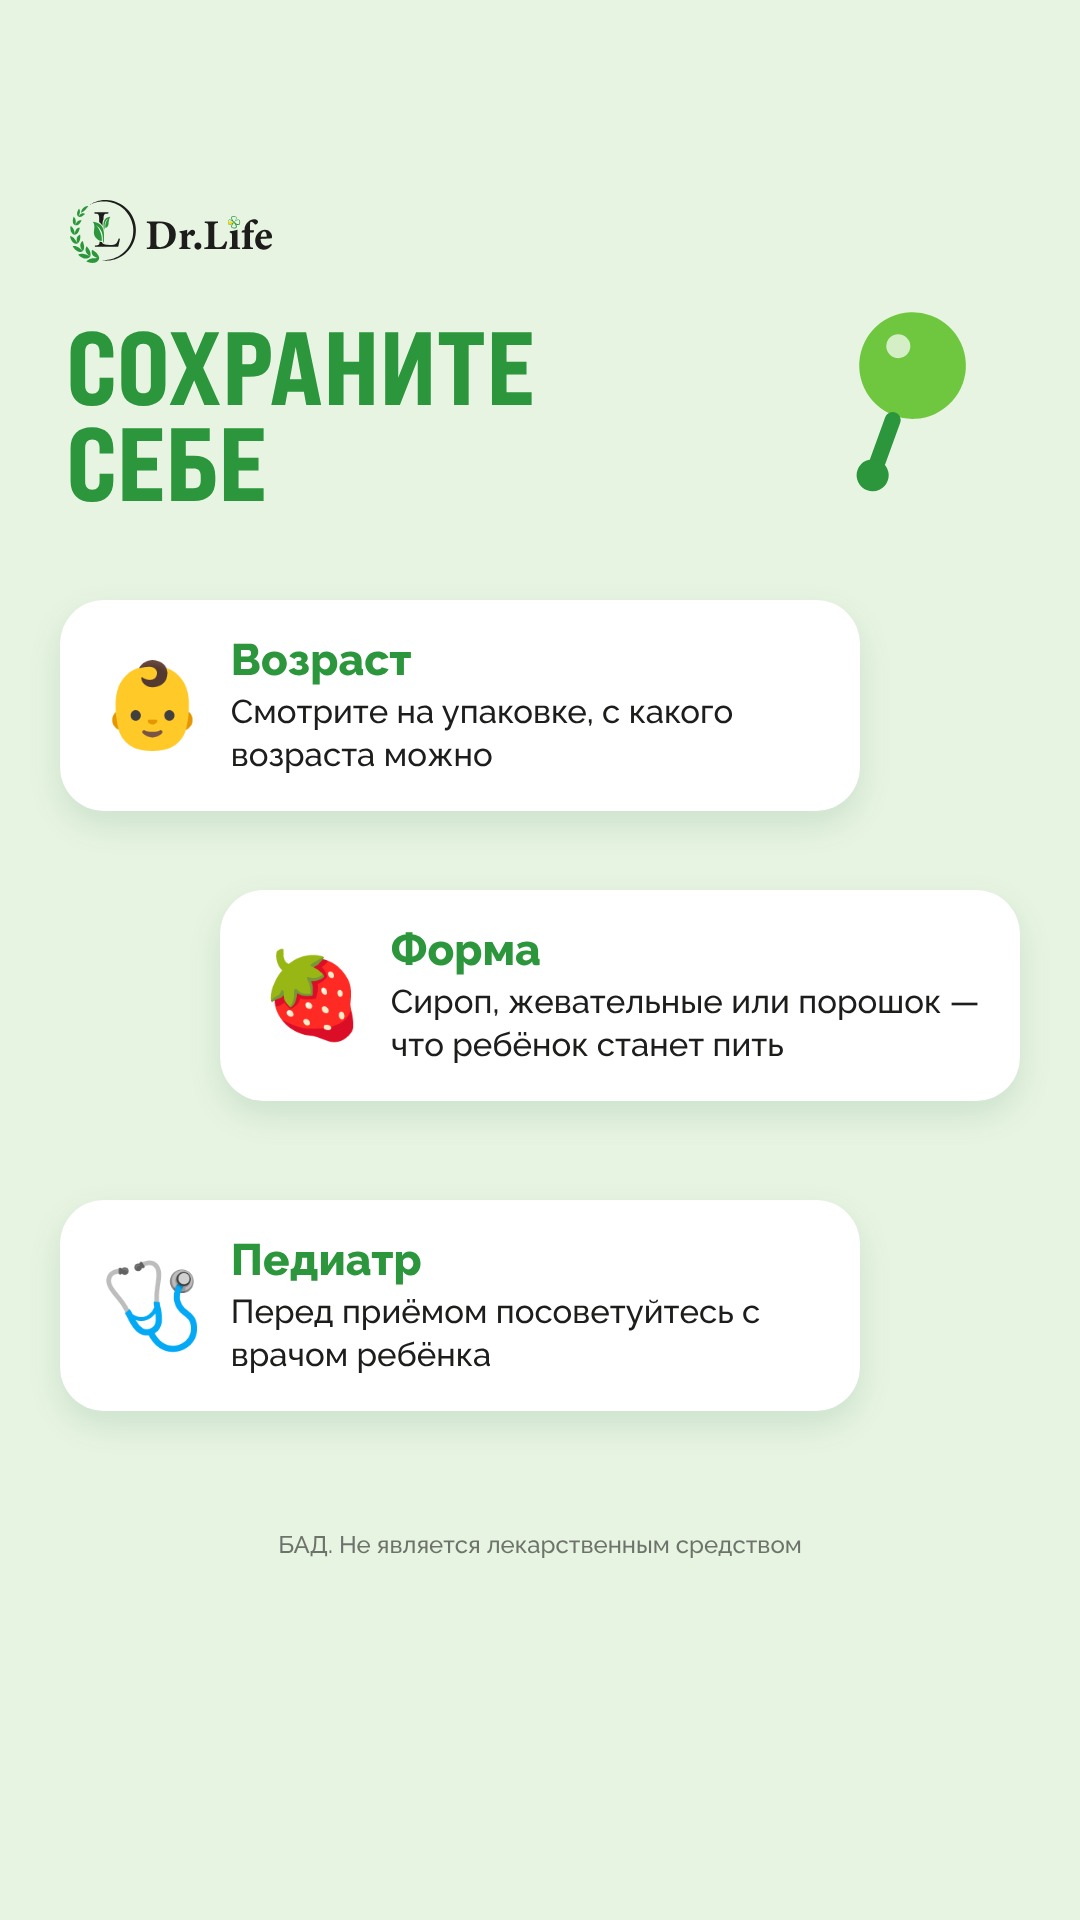 Dr.Life
СОХРАНИТЕ
СЕБЕ
Возраст
Смотрите на упаковке, с какого
возраста можно
Форма
Сироп, жевательные или порошок —
что ребёнок станет пить
Педиатр
Перед приёмом посоветуйтесь с
врачом ребёнка
БАД. Не является лекарственным средством